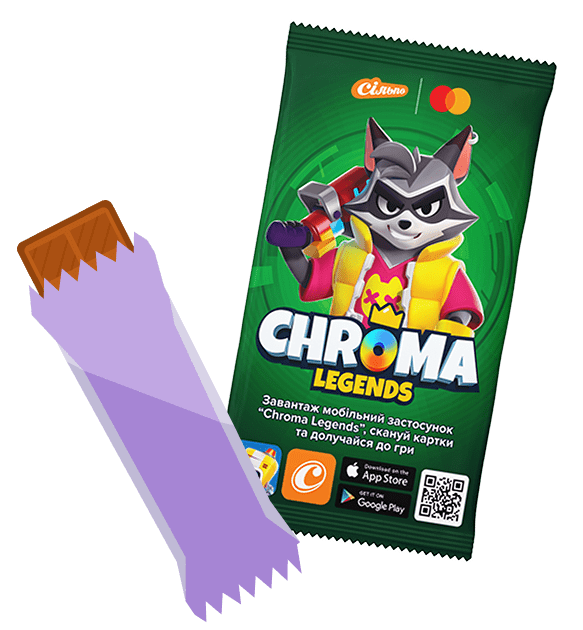 Сільпо
CHROMA
LEGENDS
Завантаж мобільний застосунок
“Chroma Legends”, скануй картки
та долучайся до гри
Download on the
App Store
GET IT ON
Google Play